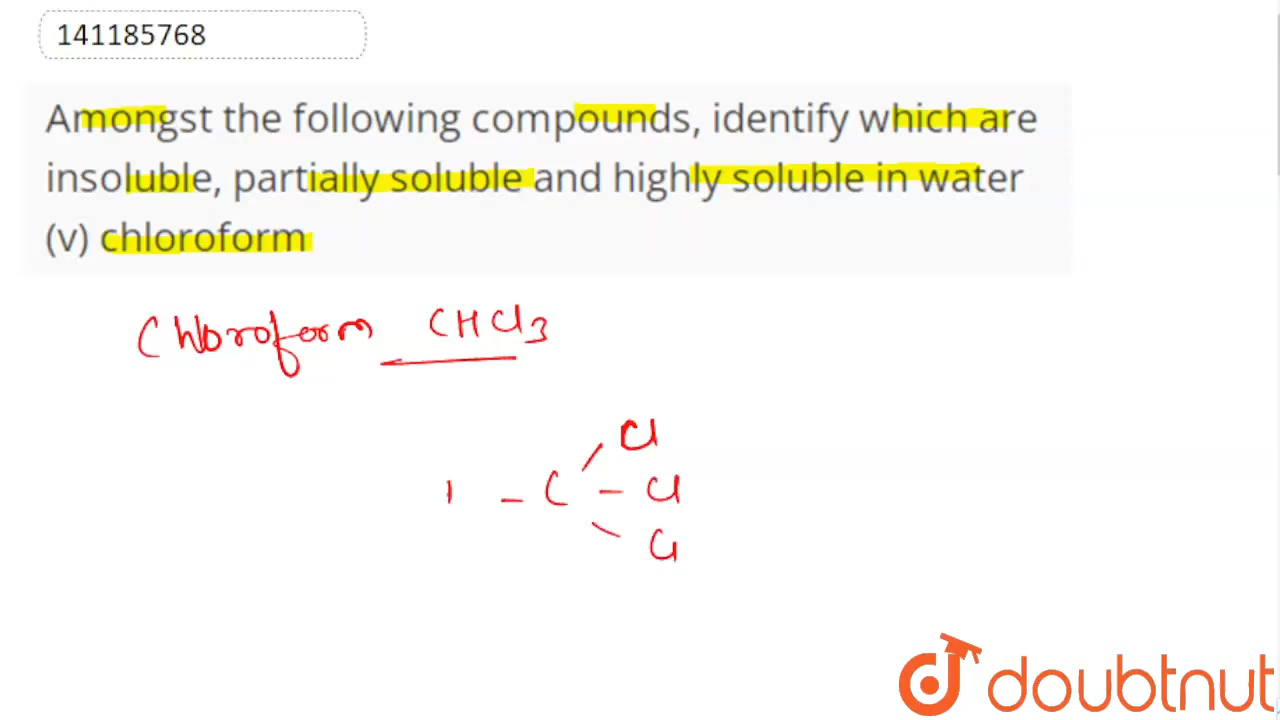 141185768
Amongst the following compounds, identify which are
insoluble, partially soluble and highly soluble in water
(v) chloroform
Chloroform CHCl3
Cl
C - Cl
Cl
doubtnut